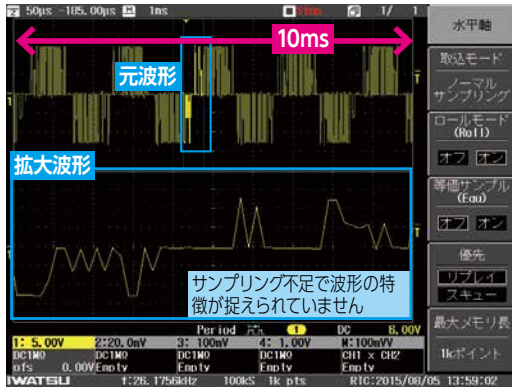 50µs -185.00µs 1ns Stop 1/ 1
10ms
元波形
拡大波形
サンプリング不足で波形の特
徴が捉えられていません
水平軸
取込モード
ノーマル
サンプリング
ロールモード
(Roll)
オフ オン
等価サンプル
(Equ)
オフ オン
優先
リプレイ
スキュー
最大メモリ長
1kポイント
Period 1 DC 8.00V
1: 5.00V 2:20.0mV 3: 100mV 4: 1.00V M:100mVV
DC1MΩ DC1MΩ DC1MΩ DC1MΩ CH1 × CH2
ofs 0.00V Empty Empty Empty Empty
IWATSU f:26.1756kHz 100kS 1k pts RTC:2015/08/05 13:59:02